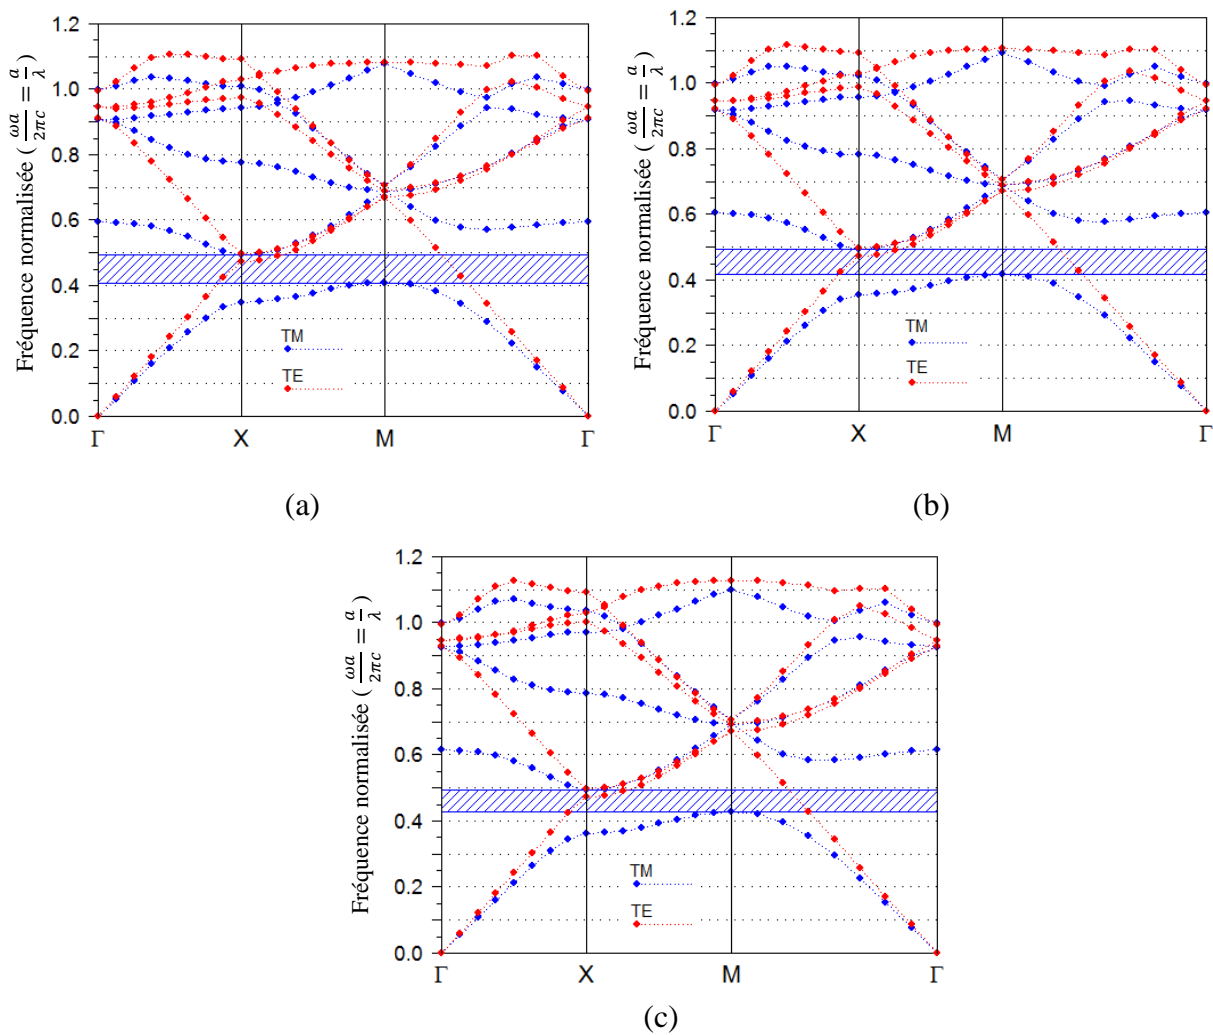 Fréquence normalisée ( ωa/2πc = a/λ )
1.2
1.0
0.8
0.6
0.4
0.2
0.0
TM
TE
Γ X M Γ
(a)
Fréquence normalisée ( ωa/2πc = a/λ )
1.2
1.0
0.8
0.6
0.4
0.2
0.0
TM
TE
Γ X M Γ
(b)
Fréquence normalisée ( ωa/2πc = a/λ )
1.2
1.0
0.8
0.6
0.4
0.2
0.0
TM
TE
Γ X M Γ
(c)